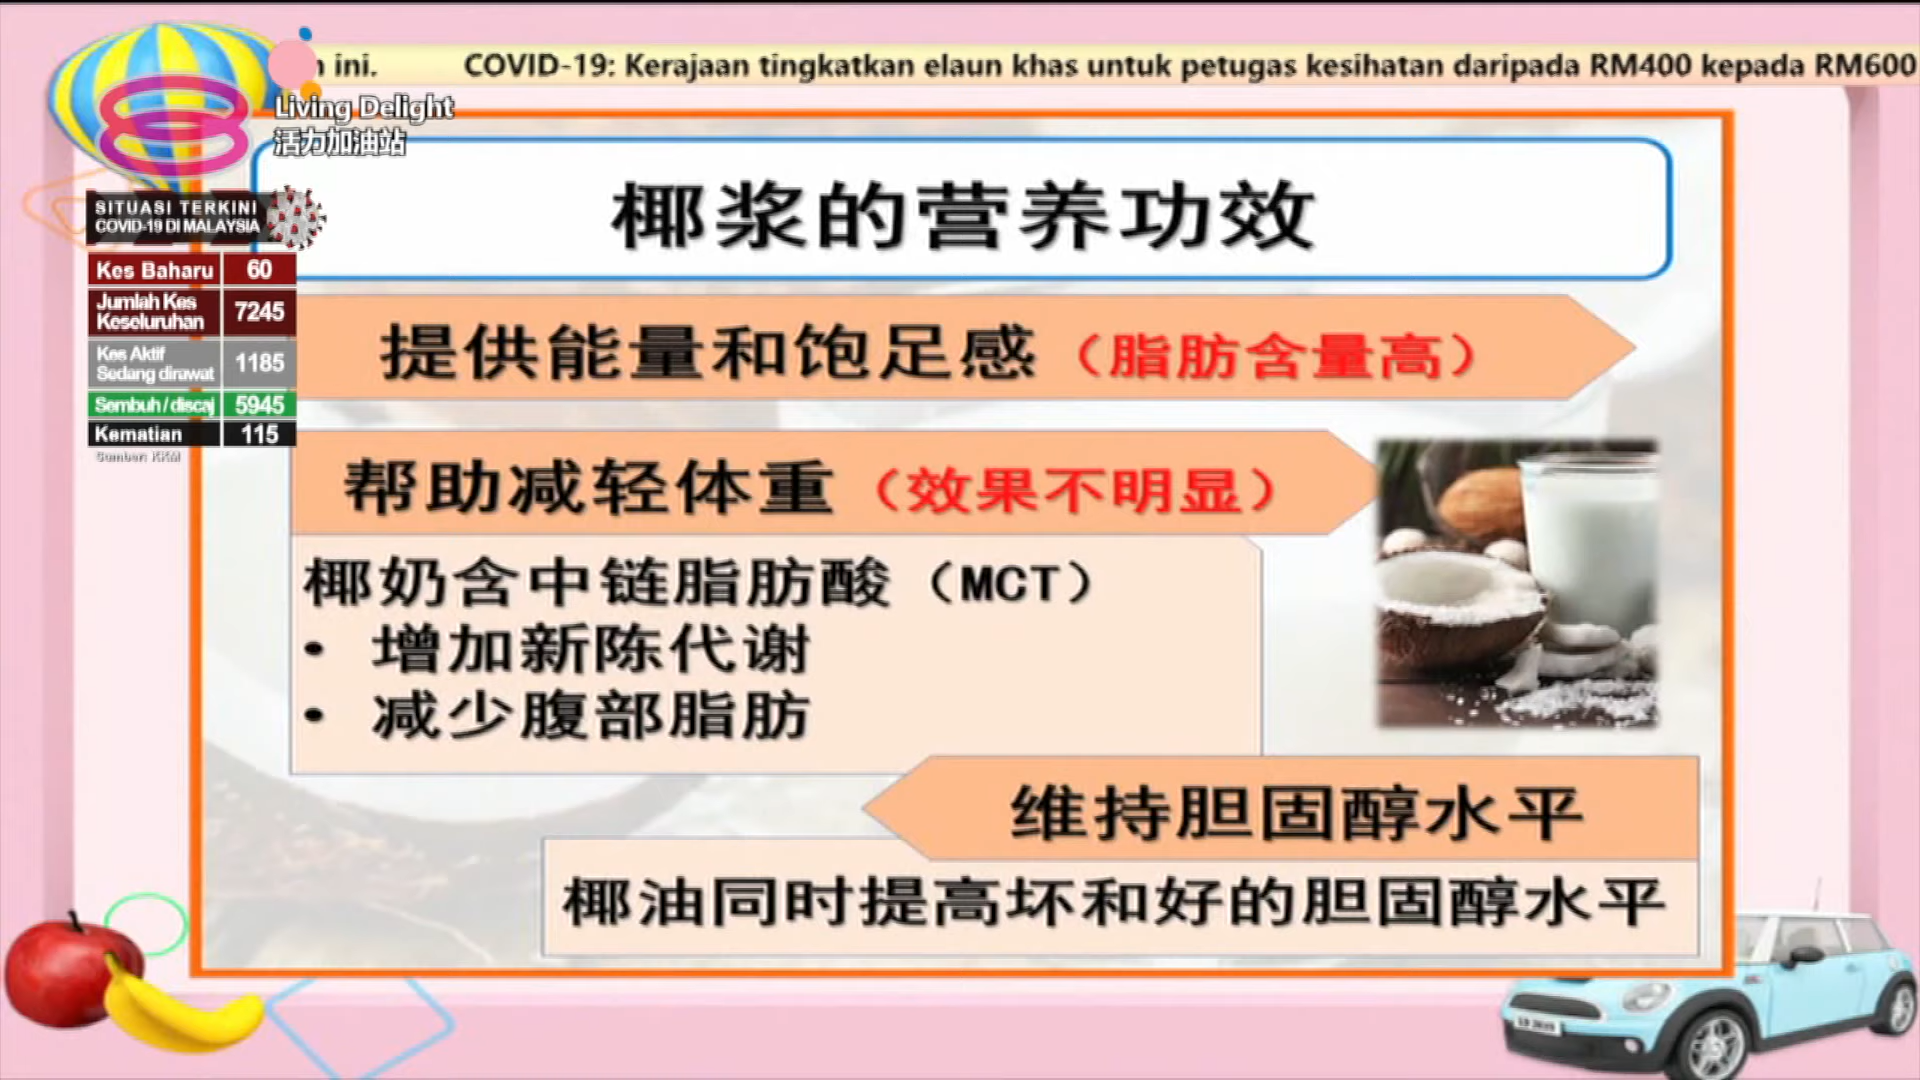 n ini. COVID-19: Kerajaan tingkatkan elaun khas untuk petugas kesihatan daripada RM400 kepada RM600
Living Delight
活力加油站
椰浆的营养功效
SITUASI TERKINI
COVID-19 DI MALAYSIA
Kes Baharu 60
Jumlah Kes
Keseluruhan 7245
Kes Aktif
Sedang dirawat 1185
Sembuh / discaj 5945
Kematian 115
Sumber: KKM
提供能量和饱足感（脂肪含量高）
帮助减轻体重（效果不明显）
椰奶含中链脂肪酸（MCT）
• 增加新陈代谢
• 减少腹部脂肪
维持胆固醇水平
椰油同时提高坏和好的胆固醇水平